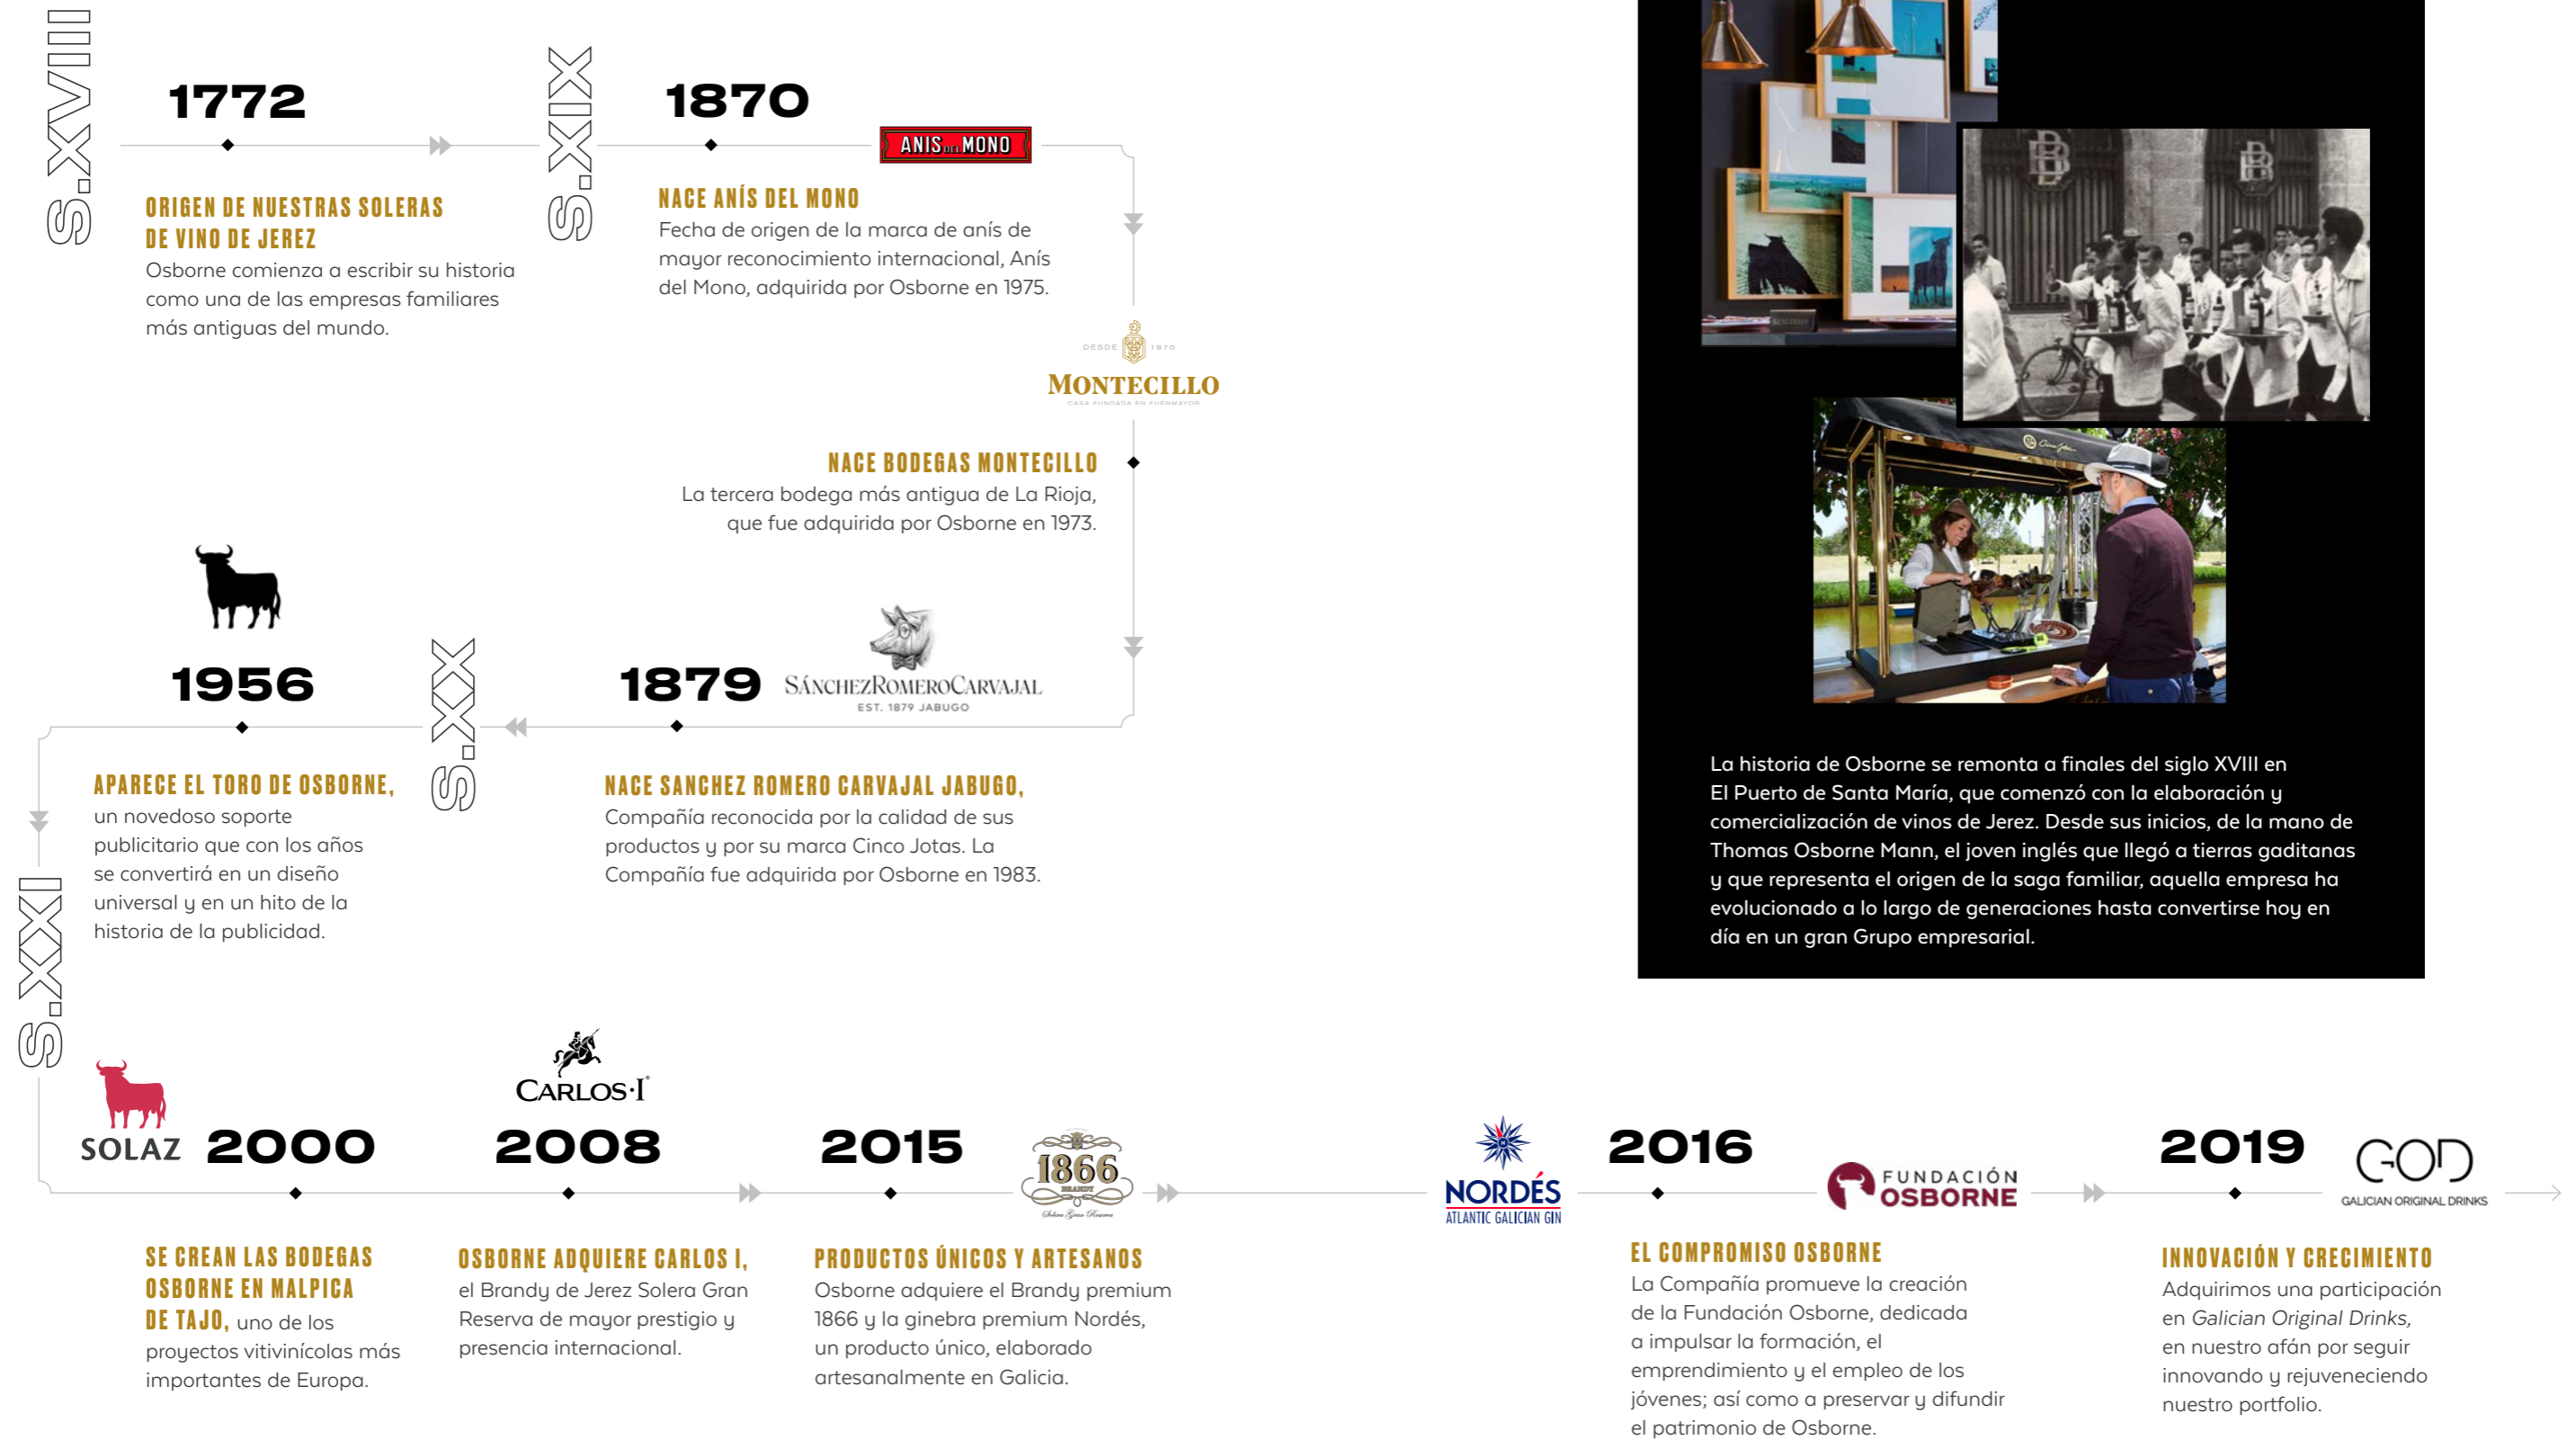 S.XVIII
1772
ORIGEN DE NUESTRAS SOLERAS
DE VINO DE JEREZ
Osborne comienza a escribir su historia
como una de las empresas familiares
más antiguas del mundo.
S.XIX
1870
ANIS DEL MONO
NACE ANÍS DEL MONO
Fecha de origen de la marca de anís de
mayor reconocimiento internacional, Anís
del Mono, adquirida por Osborne en 1975.
DESDE 1870
MONTECILLO
CASA FUNDADA EN FUENMAYOR
NACE BODEGAS MONTECILLO
La tercera bodega más antigua de La Rioja,
que fue adquirida por Osborne en 1973.
1879
SÁNCHEZROMEROCARVAJAL
EST. 1879 JABUGO
NACE SANCHEZ ROMERO CARVAJAL JABUGO,
Compañía reconocida por la calidad de sus
productos y por su marca Cinco Jotas. La
Compañía fue adquirida por Osborne en 1983.
S.XX
1956
APARECE EL TORO DE OSBORNE,
un novedoso soporte
publicitario que con los años
se convertirá en un diseño
universal y en un hito de la
historia de la publicidad.
S.XXI
SOLAZ
2000
SE CREAN LAS BODEGAS
OSBORNE EN MALPICA
DE TAJO, uno de los
proyectos vitivinícolas más
importantes de Europa.
CARLOS·I
2008
OSBORNE ADQUIERE CARLOS I,
el Brandy de Jerez Solera Gran
Reserva de mayor prestigio y
presencia internacional.
2015
1866
BRANDY
Solera Gran Reserva
PRODUCTOS ÚNICOS Y ARTESANOS
Osborne adquiere el Brandy premium
1866 y la ginebra premium Nordés,
un producto único, elaborado
artesanalmente en Galicia.
NORDÉS
ATLANTIC GALICIAN GIN
2016
FUNDACIÓN
OSBORNE
EL COMPROMISO OSBORNE
La Compañía promueve la creación
de la Fundación Osborne, dedicada
a impulsar la formación, el
emprendimiento y el empleo de los
jóvenes; así como a preservar y difundir
el patrimonio de Osborne.
2019
GOD
GALICIAN ORIGINAL DRINKS
INNOVACIÓN Y CRECIMIENTO
Adquirimos una participación
en Galician Original Drinks,
en nuestro afán por seguir
innovando y rejuveneciendo
nuestro portfolio.
B
B
La historia de Osborne se remonta a finales del siglo XVIII en
El Puerto de Santa María, que comenzó con la elaboración y
comercialización de vinos de Jerez. Desde sus inicios, de la mano de
Thomas Osborne Mann, el joven inglés que llegó a tierras gaditanas
y que representa el origen de la saga familiar, aquella empresa ha
evolucionado a lo largo de generaciones hasta convertirse hoy en
día en un gran Grupo empresarial.